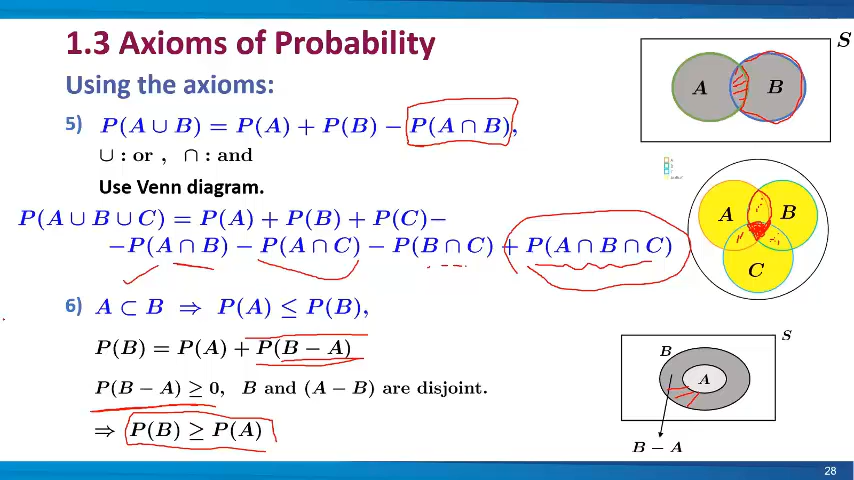 1.3 Axioms of Probability
Using the axioms:
5) P(A ∪ B) = P(A) + P(B) − P(A ∩ B),
∪ : or , ∩ : and
Use Venn diagram.
P(A ∪ B ∪ C) = P(A) + P(B) + P(C)−
−P(A ∩ B) − P(A ∩ C) − P(B ∩ C) + P(A ∩ B ∩ C)
6) A ⊂ B ⇒ P(A) ≤ P(B),
P(B) = P(A) + P(B − A)
P(B − A) ≥ 0, B and (A − B) are disjoint.
⇒ P(B) ≥ P(A)
S
A B
A B
C
S
B
A
B − A
28